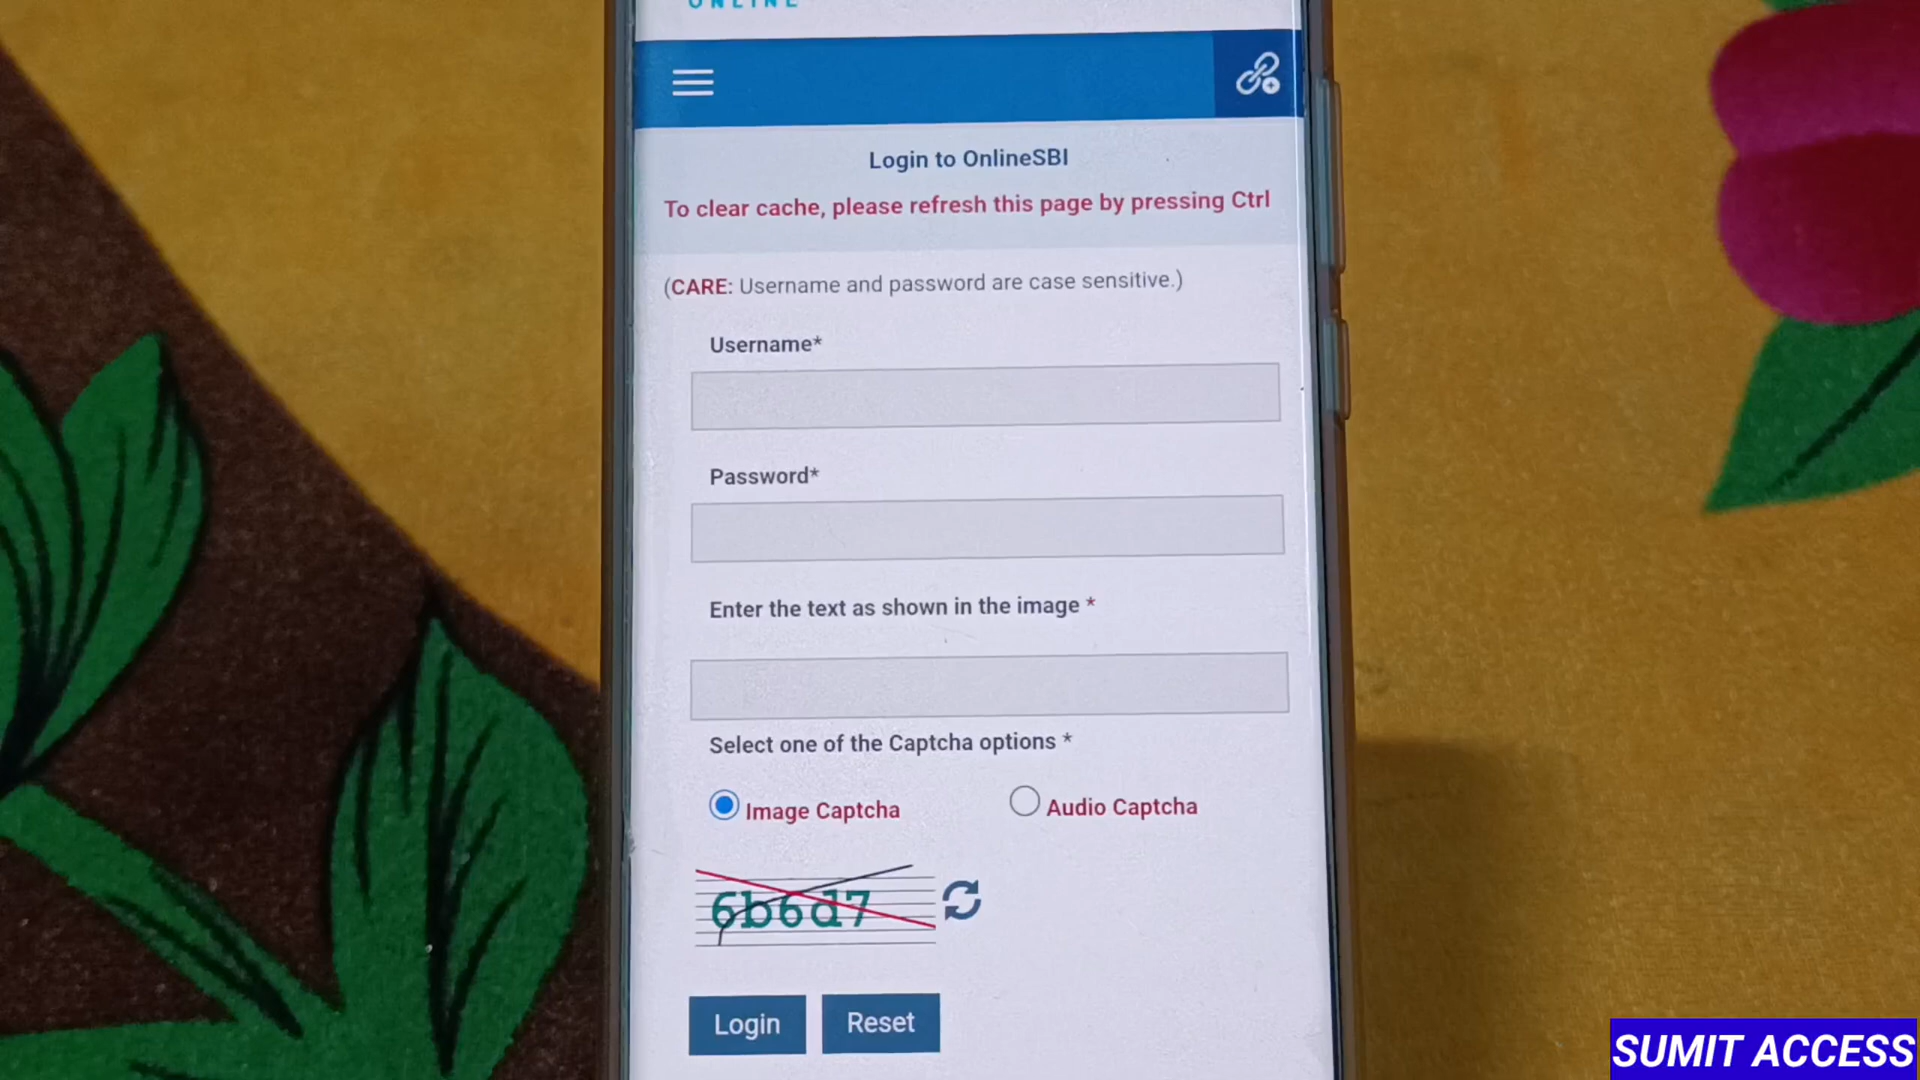 ONLINE
Login to OnlineSBI
To clear cache, please refresh this page by pressing Ctrl
(CARE: Username and password are case sensitive.)
Username*
Password*
Enter the text as shown in the image *
Select one of the Captcha options *
Image Captcha Audio Captcha
6b6d7
Login Reset
SUMIT ACCESS